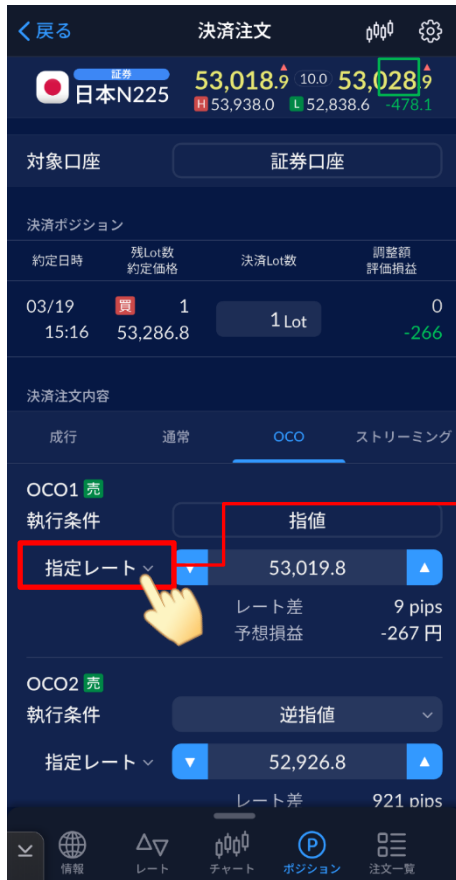 戻る 決済注文
証券
日本N225 53,018.9 10.0 53,028.9
H 53,938.0 L 52,838.6 -478.1
対象口座 証券口座
決済ポジション
約定日時 残Lot数 約定価格 決済Lot数 調整額 評価損益
03/19 買 1 0
15:16 53,286.8 1 Lot -266
決済注文内容
成行 通常 OCO ストリーミング
OCO1 売
執行条件 指値
指定レート 53,019.8
レート差 9 pips
予想損益 -267 円
OCO2 売
執行条件 逆指値
指定レート 52,926.8
レート差 921 pips
情報 レート チャート P ポジション 注文一覧